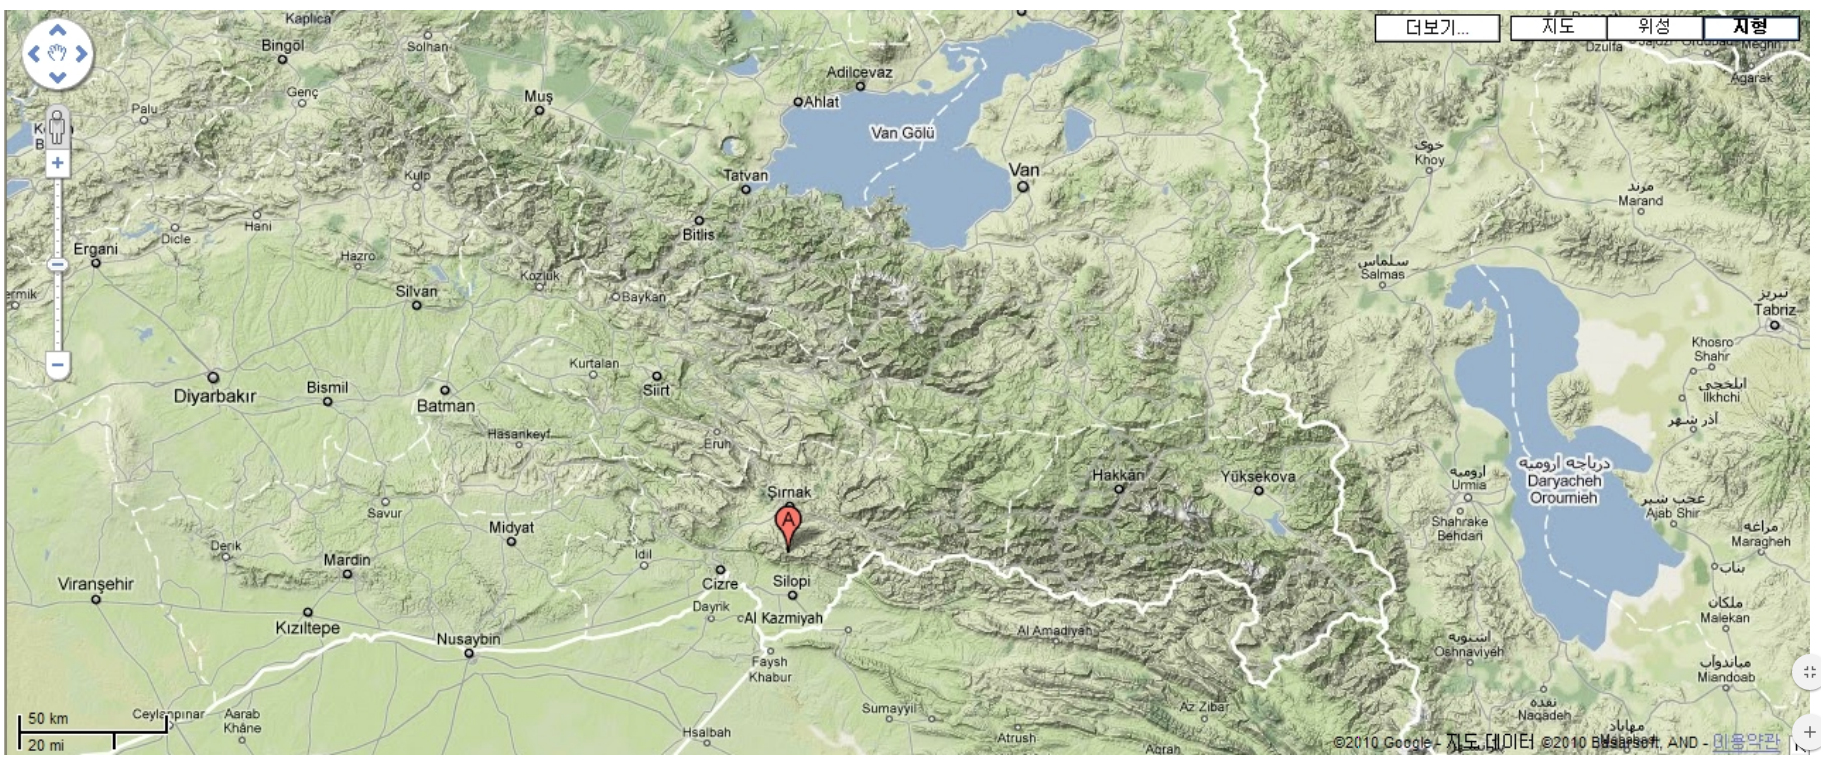 Kaplıca
더보기...
지도
위성
지형
Bingöl
Solhan
Dzulfa
Meghri
Agarak
Adilcevaz
Genç
Muş
Ahlat
Palu
Van Gölü
خوی
Khoy
Kulp
Tatvan
Van
مرند
Marand
Hani
Dicle
Bitlis
Ergani
Hazro
سلماس
Salmas
Kozluk
Silvan
Baykan
ermik
تبریز
Tabriz
Khosro
Shahr
Kurtalan
Siirt
Diyarbakır
Bismil
Batman
ایلخچی
Ilkhchi
آذر شهر
Hasankeyf
Eruh
Hakkâri
Yüksekova
ارومیه
Urmia
دریاچه ارومیه
Daryacheh
Oroumieh
عجب شیر
Ajab Shir
Şırnak
A
Savur
Midyat
Shahrake
Behdari
مراغه
Maragheh
Derik
Mardin
İdil
Cizre
Silopi
بناب
Viranşehir
Kızıltepe
Dayrik
Al Kazmiyah
Nusaybin
Al Amadiyah
ملکان
Malekan
اشنویه
Oshnaviyeh
Faysh
Khabur
میاندوآب
Miandoab
50 km
20 mi
Ceylanpınar
Aarab
Khâne
Sumayyil
Az Zibar
نقده
Naqadeh
مهاباد
Hsalbah
Atrush
Aqrah
©2010 Google - 지도 데이터 ©2010 Basarsoft, AND - 이용약관